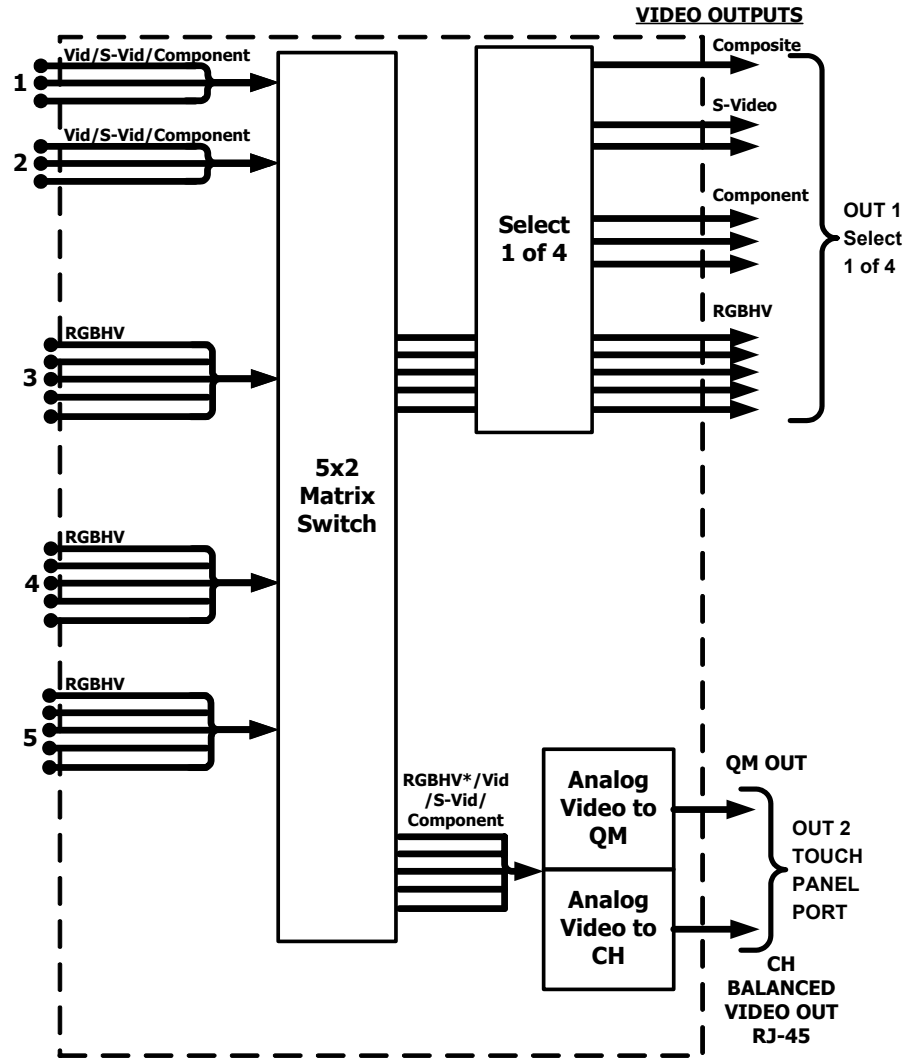 VIDEO OUTPUTS
Vid/S-Vid/Component
1
Vid/S-Vid/Component
2
RGBHV
3
RGBHV
4
RGBHV
5
5x2
Matrix
Switch
Select
1 of 4
Composite
S-Video
Component
RGBHV
OUT 1
Select
1 of 4
RGBHV*/Vid
/S-Vid/
Component
Analog
Video to
QM
Analog
Video to
CH
QM OUT
OUT 2
TOUCH
PANEL
PORT
CH
BALANCED
VIDEO OUT
RJ-45